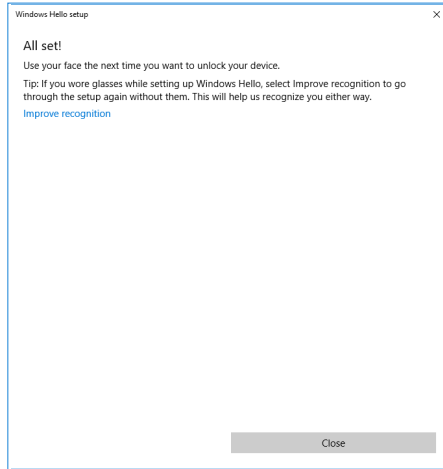 Windows Hello setup
All set!
Use your face the next time you want to unlock your device.
Tip: If you wore glasses while setting up Windows Hello, select Improve recognition to go
through the setup again without them. This will help us recognize you either way.
Improve recognition
Close